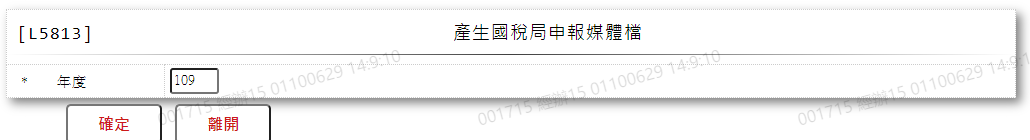 [L5813] 產生國稅局申報媒體檔
* 年度 109
確定 離開
001715 經辦15 01100629 14:9:10
001715 經辦15 01100629 14:9:10
001715 經辦15 01100629 14:9:1